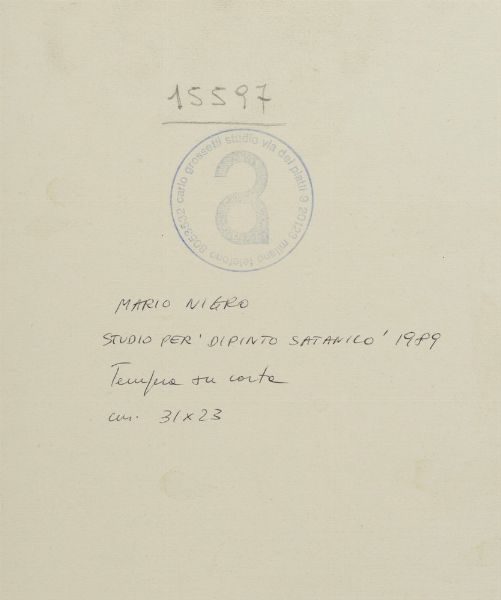 15597
carlo grossetti studio via dei piatti 9 20123 milano telefono 8053502
a
MARIO NIGRO
STUDIO PER 'DIPINTO SATANICO' 1989
Tempera su carta
cm. 31x23